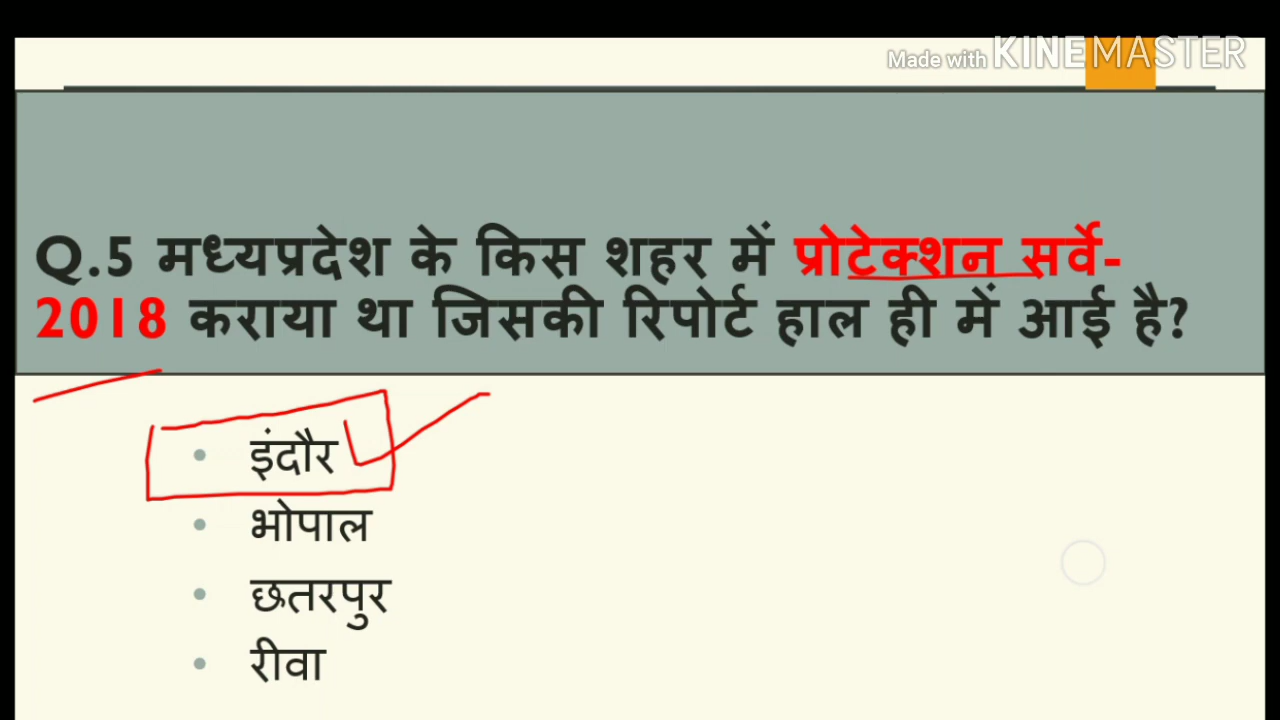 Made with KINEMASTER
Q.5 मध्यप्रदेश के किस शहर में प्रोटेक्शन सर्वे-
2018 कराया था जिसकी रिपोर्ट हाल ही में आई है?
• इंदौर
• भोपाल
• छतरपुर
• रीवा